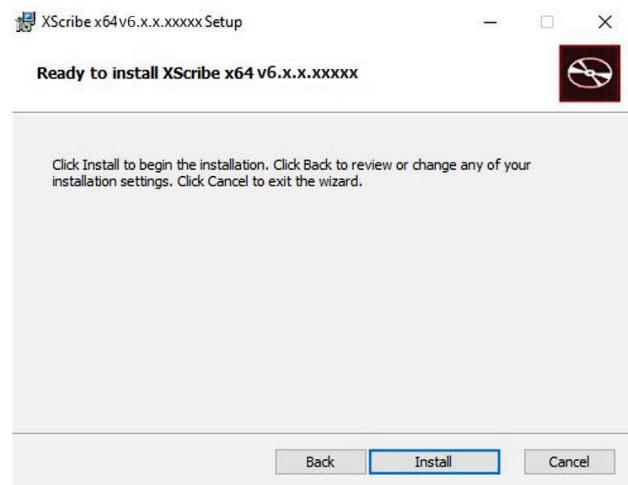 XScribe x64 v6.x.x.xxxxx Setup
Ready to install XScribe x64 v6.x.x.xxxxx
Click Install to begin the installation. Click Back to review or change any of your
installation settings. Click Cancel to exit the wizard.
Back Install Cancel